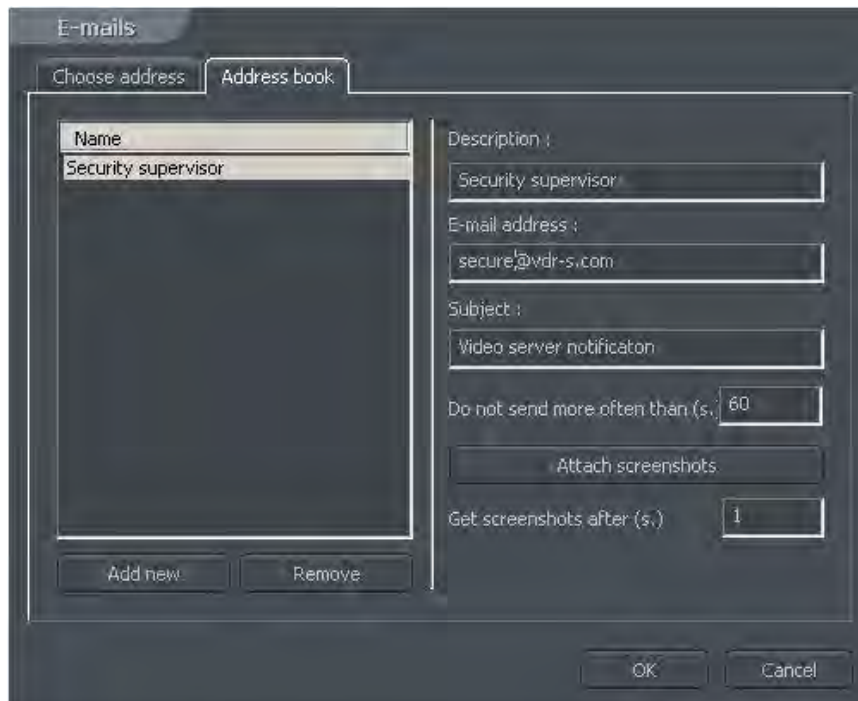 E-mails
Choose address
Address book
Name
Security supervisor
Description :
Security supervisor
E-mail address :
secure@vdr-s.com
Subject :
Video server notificaton
Do not send more often than (s.)
60
Attach screenshots
Get screenshots after (s.)
1
Add new
Remove
OK
Cancel